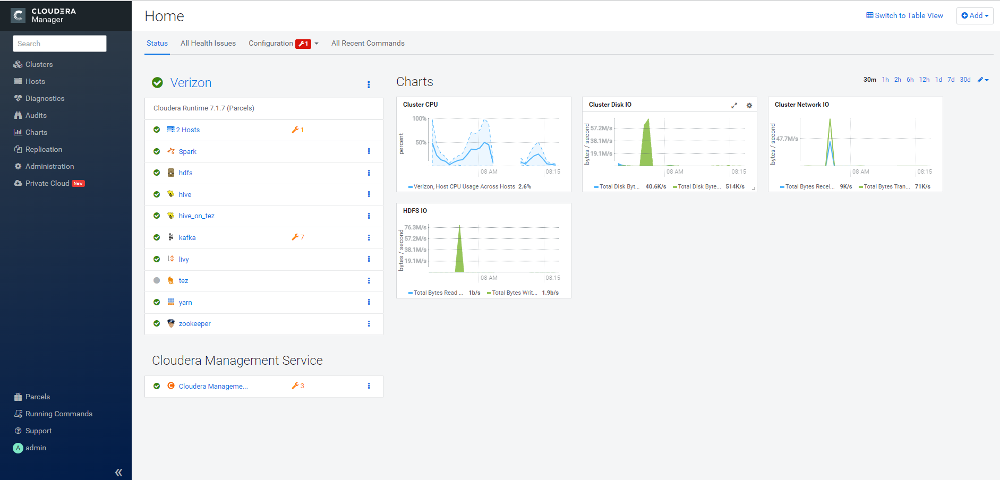 CLOUDERA
Manager
Search
Clusters
Hosts
Diagnostics
Audits
Charts
Replication
Administration
Private Cloud New
Parcels
Running Commands
Support
A admin
Home
Switch to Table View
Add
Status All Health Issues Configuration 1 All Recent Commands
Verizon
Cloudera Runtime 7.1.7 (Parcels)
2 Hosts 1
Spark
hdfs
hive
hive_on_tez
kafka 7
livy
tez
yarn
zookeeper
Cloudera Management Service
Cloudera Manageme... 3
Charts
30m 1h 2h 6h 12h 1d 7d 30d
Cluster CPU
percent
100%
50%
08 AM 08:15
Verizon, Host CPU Usage Across Hosts 2.6%
Cluster Disk IO
bytes / second
57.2M/s
38.1M/s
19.1M/s
08 AM 08:15
Total Disk Byt... 40.6K/s Total Disk Byte... 514K/s
Cluster Network IO
bytes / second
47.7M/s
08 AM 08:15
Total Bytes Recei... 9K/s Total Bytes Tran... 71K/s
HDFS IO
bytes / second
76.3M/s
57.2M/s
38.1M/s
19.1M/s
08 AM 08:15
Total Bytes Read ... 1b/s Total Bytes Writ... 1.9b/s